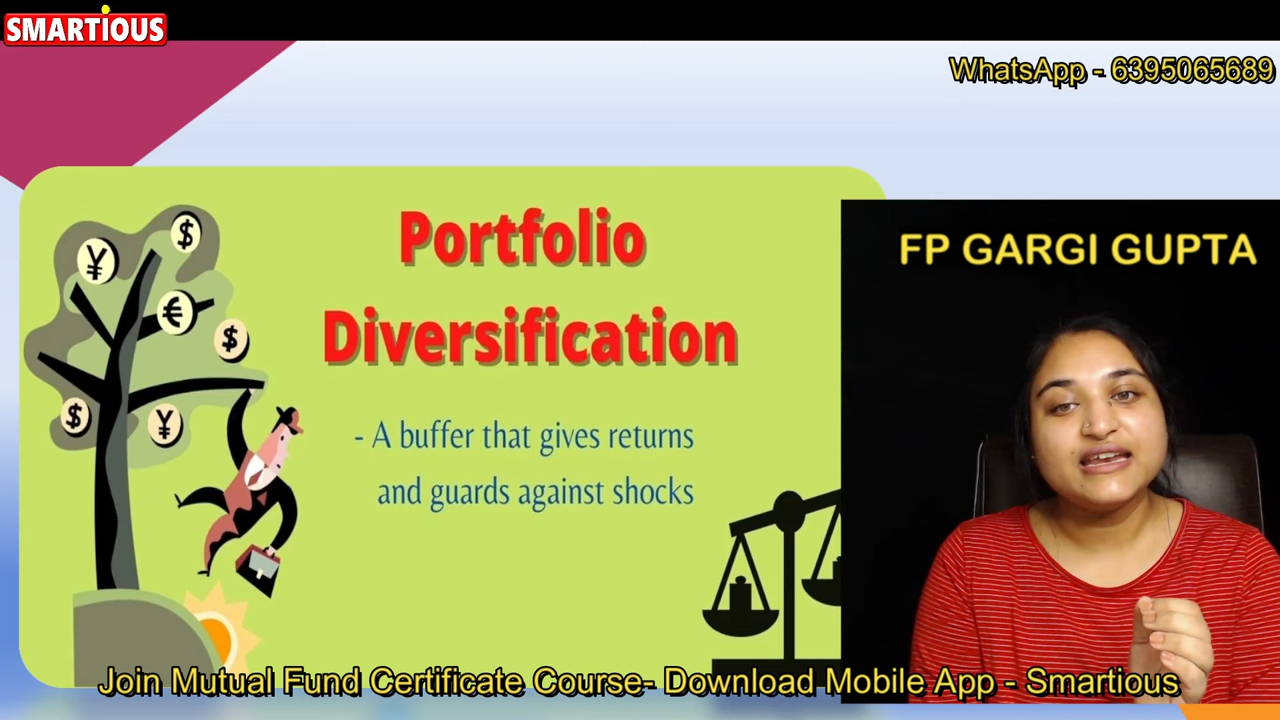 SMARTIOUS
WhatsApp - 6395065689
Portfolio
Diversification
- A buffer that gives returns
and guards against shocks
FP GARGI GUPTA
¥
$
€
$
$
¥
Join Mutual Fund Certificate Course- Download Mobile App - Smartious